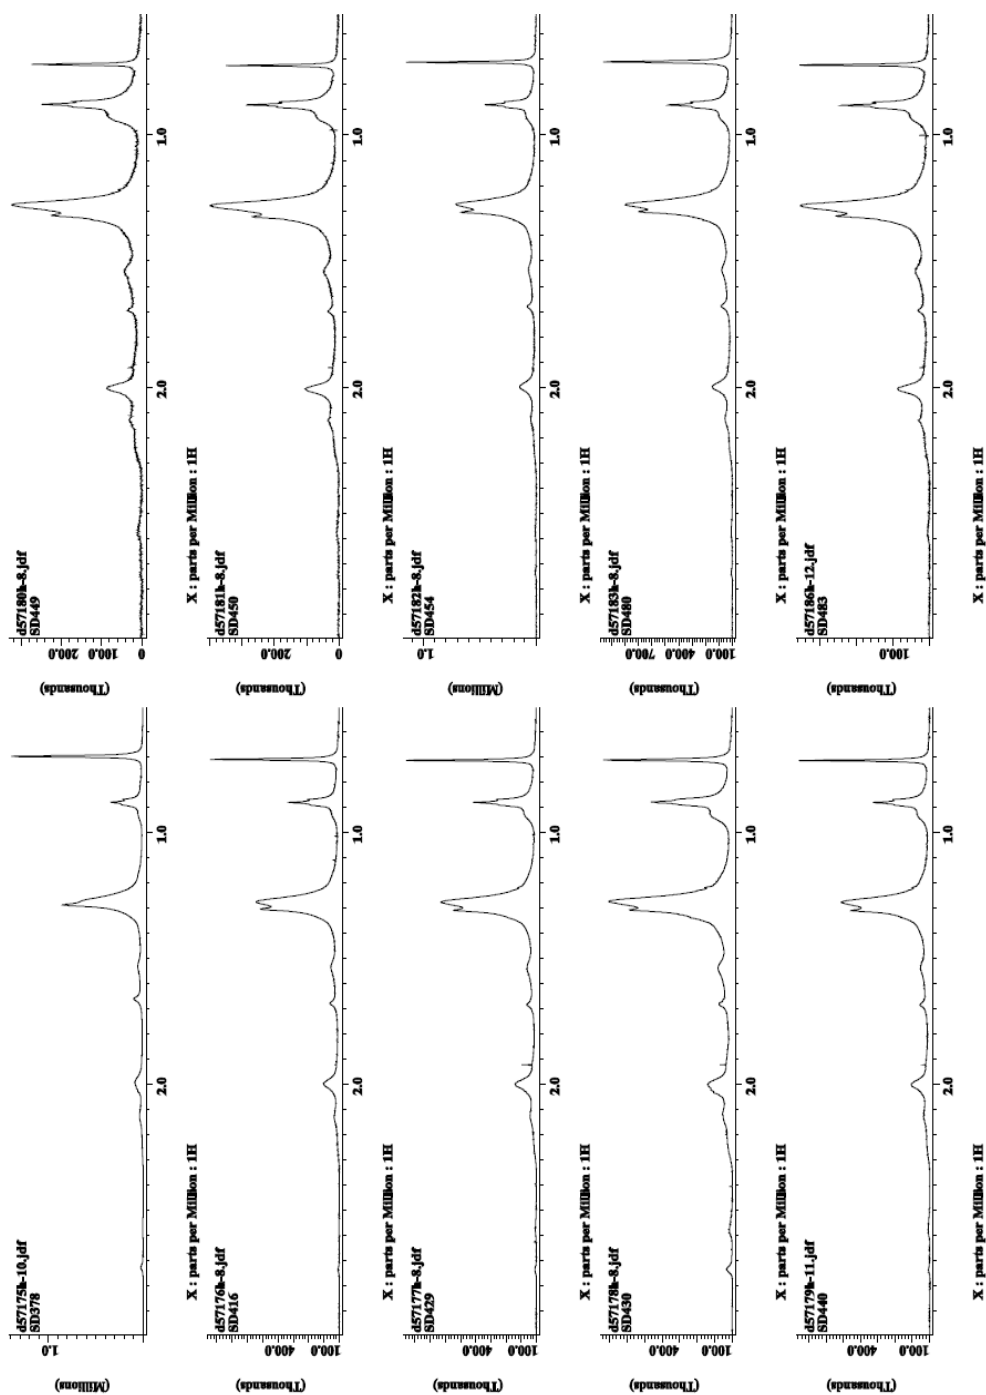 d57175h-10.jdf
SD378
(Millions)
1.0
2.0 1.0
X : parts per Million : 1H
d57176h-8.jdf
SD416
(Thousands)
400.0
100.0
2.0 1.0
X : parts per Million : 1H
d57177h-8.jdf
SD429
(Thousands)
400.0
100.0
2.0 1.0
X : parts per Million : 1H
d57178h-8.jdf
SD430
(Thousands)
400.0
100.0
2.0 1.0
X : parts per Million : 1H
d57179h-11.jdf
SD440
(Thousands)
100.0
2.0 1.0
X : parts per Million : 1H
d57180h-8.jdf
SD449
(Thousands)
200.0
100.0
0
2.0 1.0
X : parts per Million : 1H
d57181h-8.jdf
SD450
(Thousands)
200.0
0
2.0 1.0
X : parts per Million : 1H
d57182h-8.jdf
SD454
(Millions)
1.0
2.0 1.0
X : parts per Million : 1H
d57183h-8.jdf
SD480
(Thousands)
700.0
400.0
100.0
2.0 1.0
X : parts per Million : 1H
d57186h-12.jdf
SD483
(Thousands)
100.0
2.0 1.0
X : parts per Million : 1H